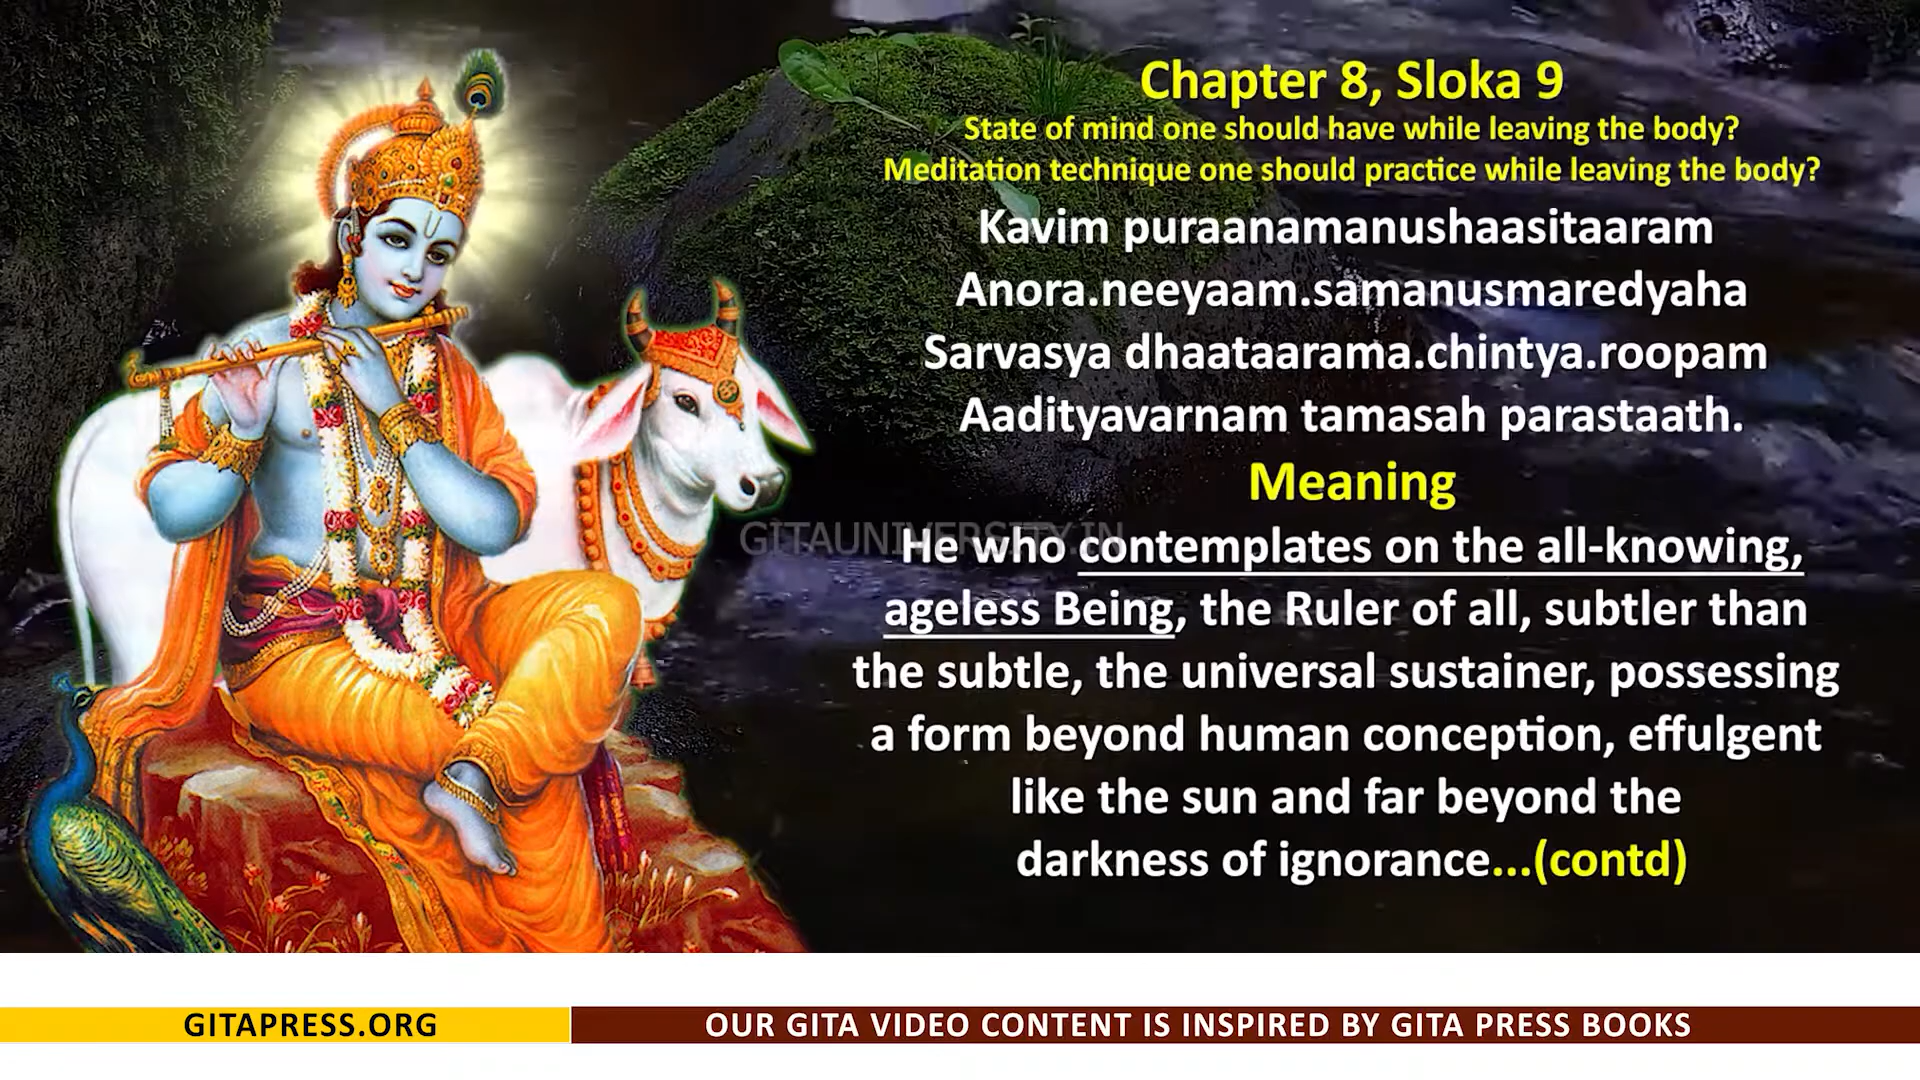 Chapter 8, Sloka 9
State of mind one should have while leaving the body?
Meditation technique one should practice while leaving the body?
Kavim puraanamanushaasitaaram
Anora.neeyaam.samanusmaredyaha
Sarvasya dhaataarama.chintya.roopam
Aadityavarnam tamasah parastaath.
Meaning
GITAUNIVERSITY.IN
He who contemplates on the all-knowing,
ageless Being, the Ruler of all, subtler than
the subtle, the universal sustainer, possessing
a form beyond human conception, effulgent
like the sun and far beyond the
darkness of ignorance...(contd)
GITAPRESS.ORG
OUR GITA VIDEO CONTENT IS INSPIRED BY GITA PRESS BOOKS